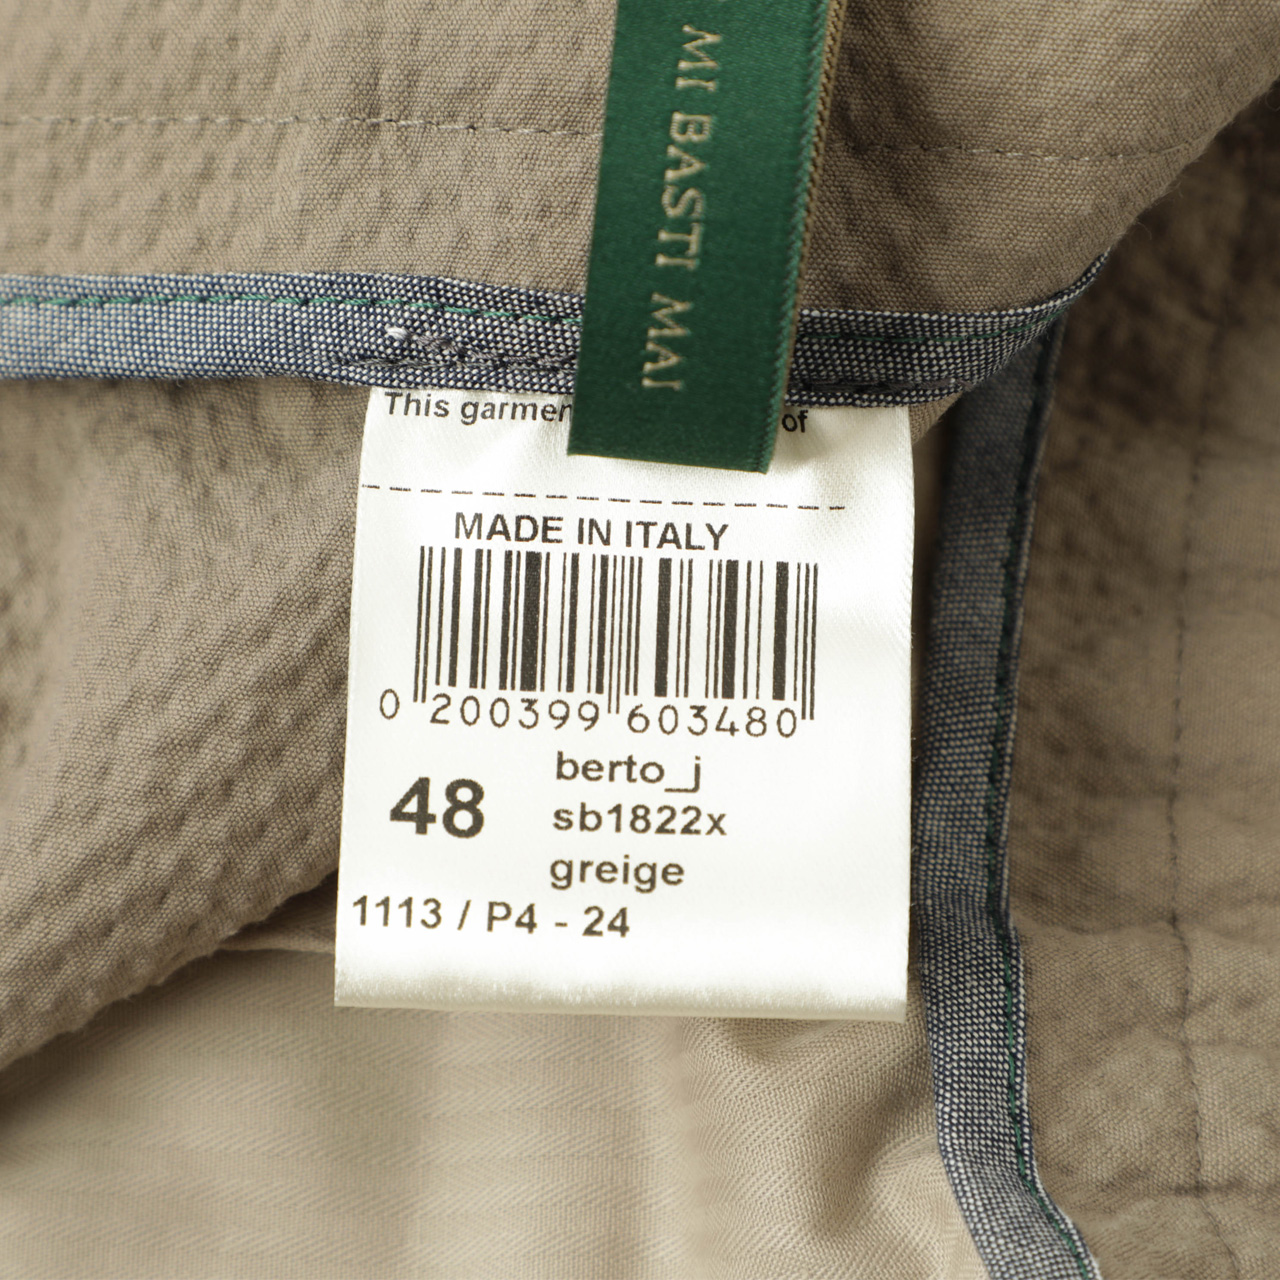 MI BASTI MAI
This garmen of
MADE IN ITALY
0 200399 603480
berto_j
48 sb1822x
greige
1113 / P4 - 24